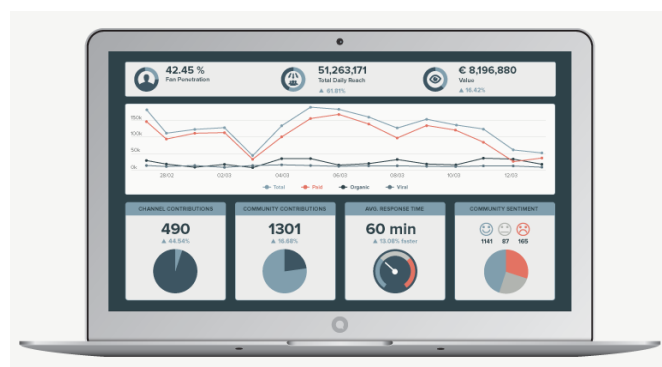 42.45 %
Fan Penetration
51,263,171
Total Daily Reach
▲ 61.81%
€ 8,196,880
Value
▲ 16.42%
150k
100k
50k
0k
28/02 02/03 04/03 06/03 08/03 10/03 12/03
Total Paid Organic Viral
CHANNEL CONTRIBUTIONS
490
▲ 44.54%
COMMUNITY CONTRIBUTIONS
1301
▲ 18.68%
AVG. RESPONSE TIME
60 min
▲ 13.08% faster
COMMUNITY SENTIMENT
1141 87 165